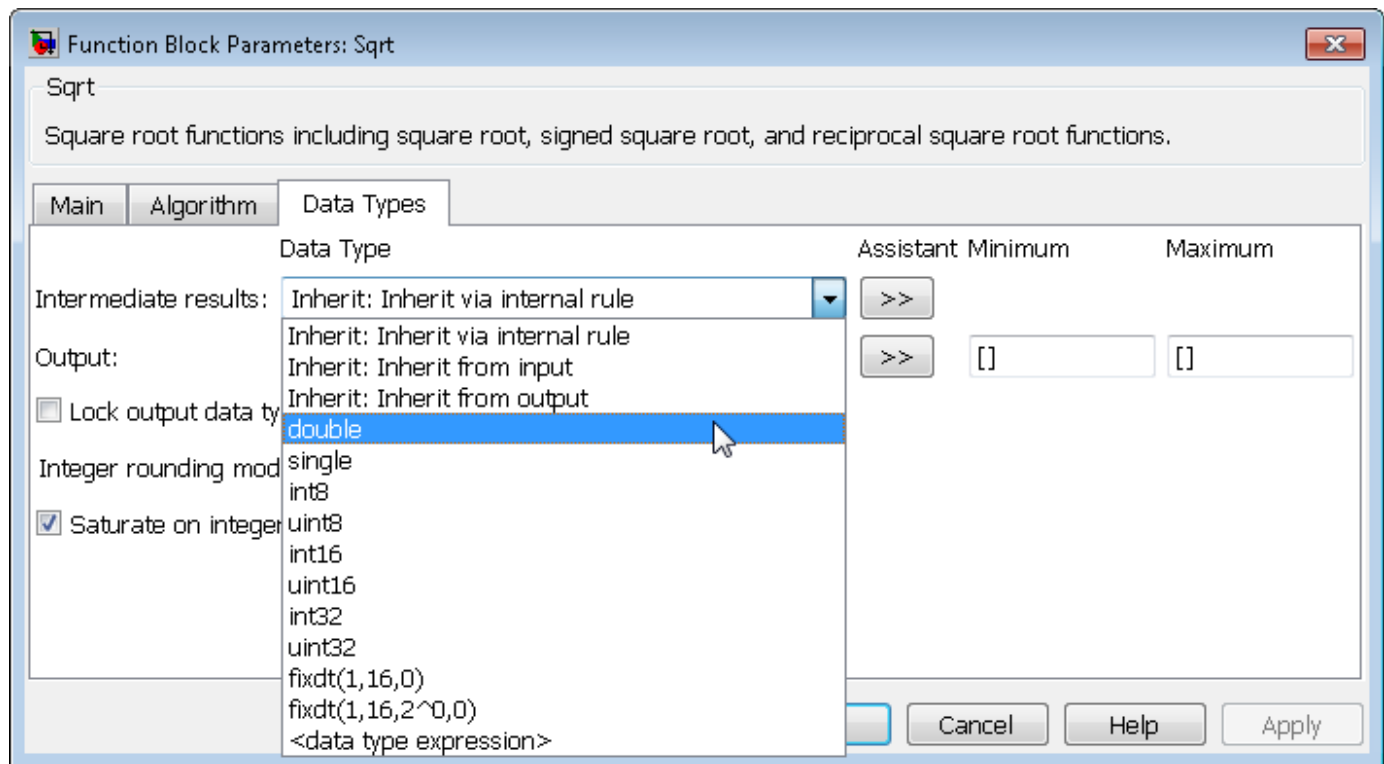 Function Block Parameters: Sqrt
Sqrt
Square root functions including square root, signed square root, and reciprocal square root functions.
Main Algorithm Data Types
Data Type Assistant Minimum Maximum
Intermediate results: Inherit: Inherit via internal rule >>
Inherit: Inherit via internal rule
Output: >> [] []
Inherit: Inherit from input
Inherit: Inherit from output
Lock output data ty
double
single
Integer rounding mod
int8
uint8
Saturate on integer
int16
uint16
int32
uint32
fixdt(1,16,0)
fixdt(1,16,2^0,0)
<data type expression>
Cancel Help Apply